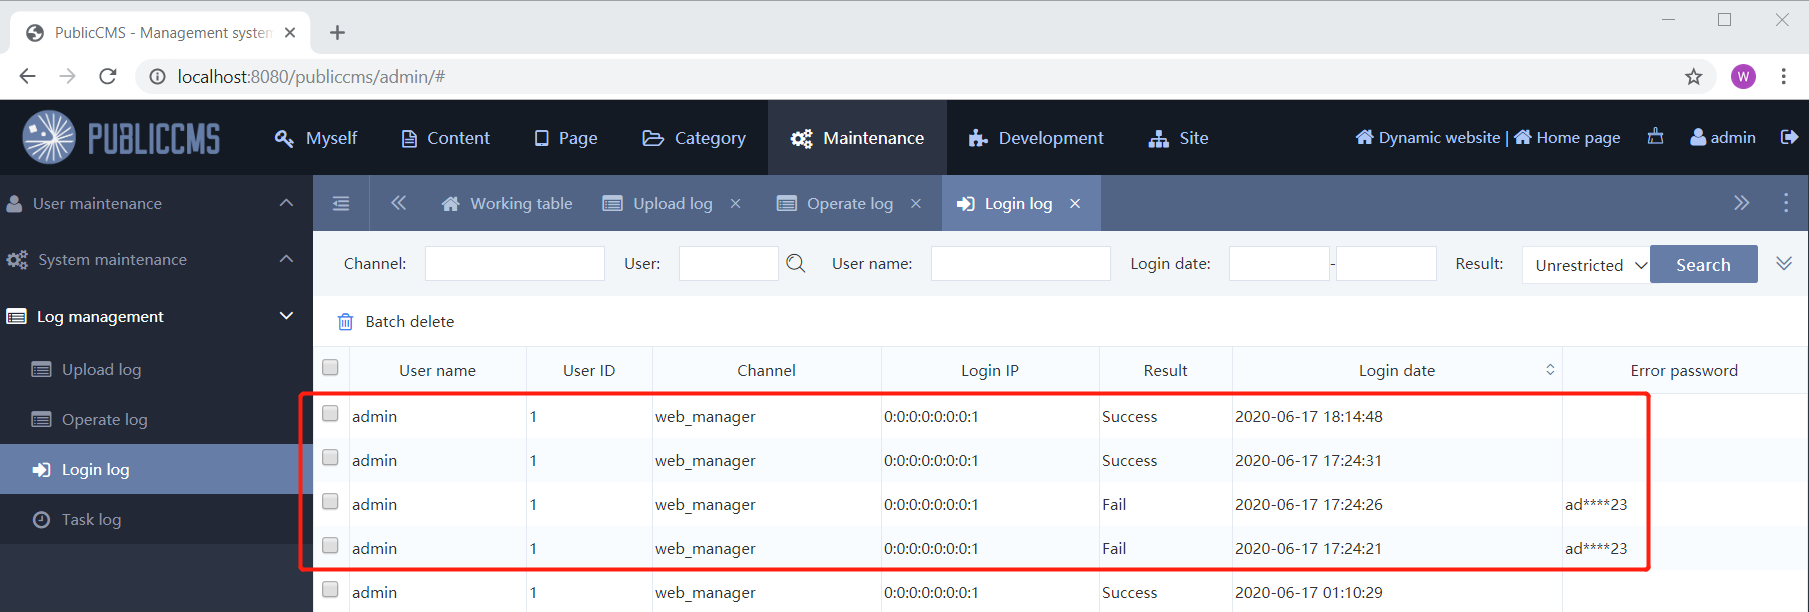 PublicCMS - Management system
localhost:8080/publiccms/admin/#
W
PUBLICCMS Myself Content Page Category Maintenance Development Site Dynamic website | Home page admin
User maintenance
System maintenance
Log management
Upload log
Operate log
Login log
Task log
Working table Upload log Operate log Login log
Channel: User: User name: Login date: - Result: Unrestricted Search
Batch delete
User name User ID Channel Login IP Result Login date Error password
admin 1 web_manager 0:0:0:0:0:0:0:1 Success 2020-06-17 18:14:48
admin 1 web_manager 0:0:0:0:0:0:0:1 Success 2020-06-17 17:24:31
admin 1 web_manager 0:0:0:0:0:0:0:1 Fail 2020-06-17 17:24:26 ad****23
admin 1 web_manager 0:0:0:0:0:0:0:1 Fail 2020-06-17 17:24:21 ad****23
admin 1 web_manager 0:0:0:0:0:0:0:1 Success 2020-06-17 01:10:29